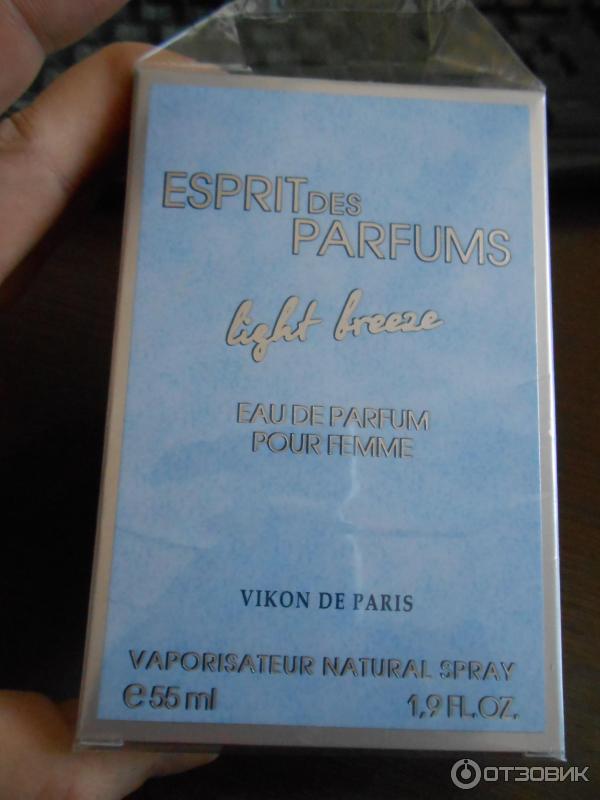 ESPRIT DES
PARFUMS
light breeze
EAU DE PARFUM
POUR FEMME
VIKON DE PARIS
VAPORISATEUR NATURAL SPRAY
℮55 ml 1,9 FL.OZ.
ОТЗОВИК